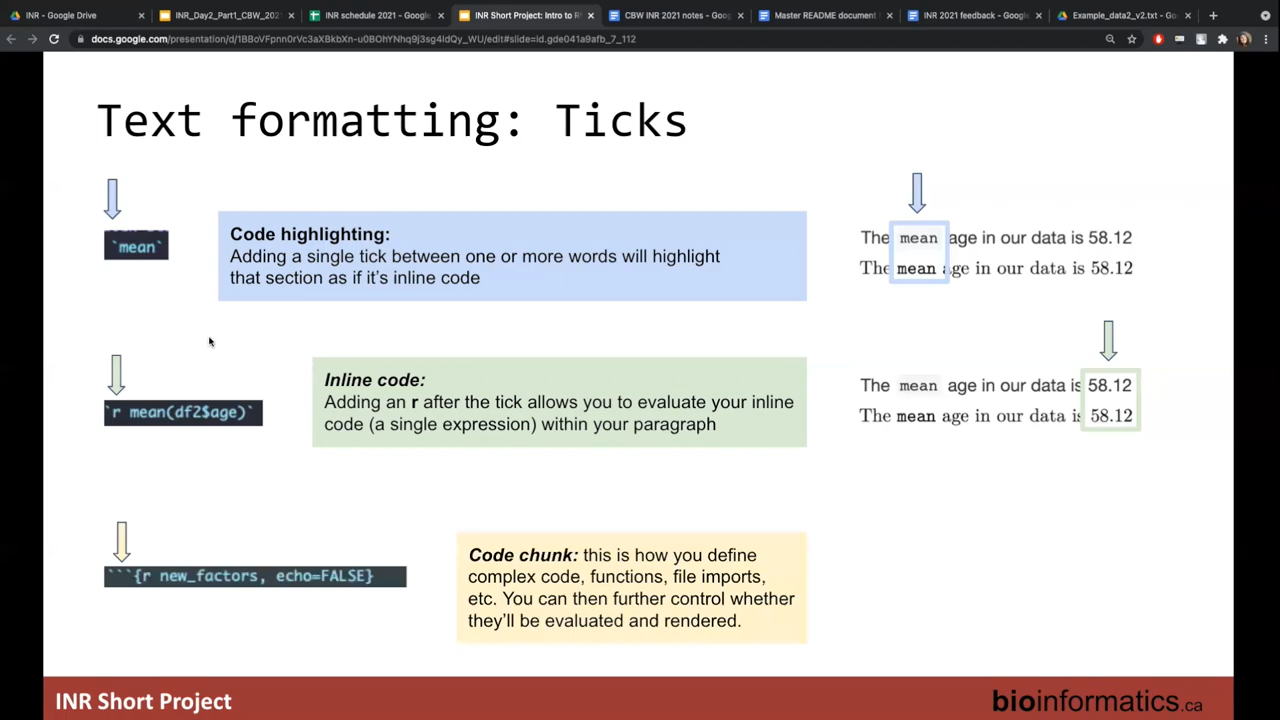 INR - Google Drive
INR_Day2_Part1_CBW_202
INR schedule 2021 - Google
INR Short Project: Intro to R
CBW INR 2021 notes - Goog
Master README document
INR 2021 feedback - Google
Example_data2_v2.txt - Goo
docs.google.com/presentation/d/1BBoVFpnn0rVc3aXBkbXn-u0BOhYNhq9j3sg4IdQy_WU/edit#slide=id.gde041a9afb_7_112
Text formatting: Ticks
`mean`
Code highlighting:
Adding a single tick between one or more words will highlight
that section as if it's inline code
The mean age in our data is 58.12
The mean age in our data is 58.12
`r mean(df2$age)`
Inline code:
Adding an r after the tick allows you to evaluate your inline
code (a single expression) within your paragraph
The mean age in our data is 58.12
The mean age in our data is 58.12
```{r new_factors, echo=FALSE}
Code chunk: this is how you define
complex code, functions, file imports,
etc. You can then further control whether
they'll be evaluated and rendered.
INR Short Project
bioinformatics.ca